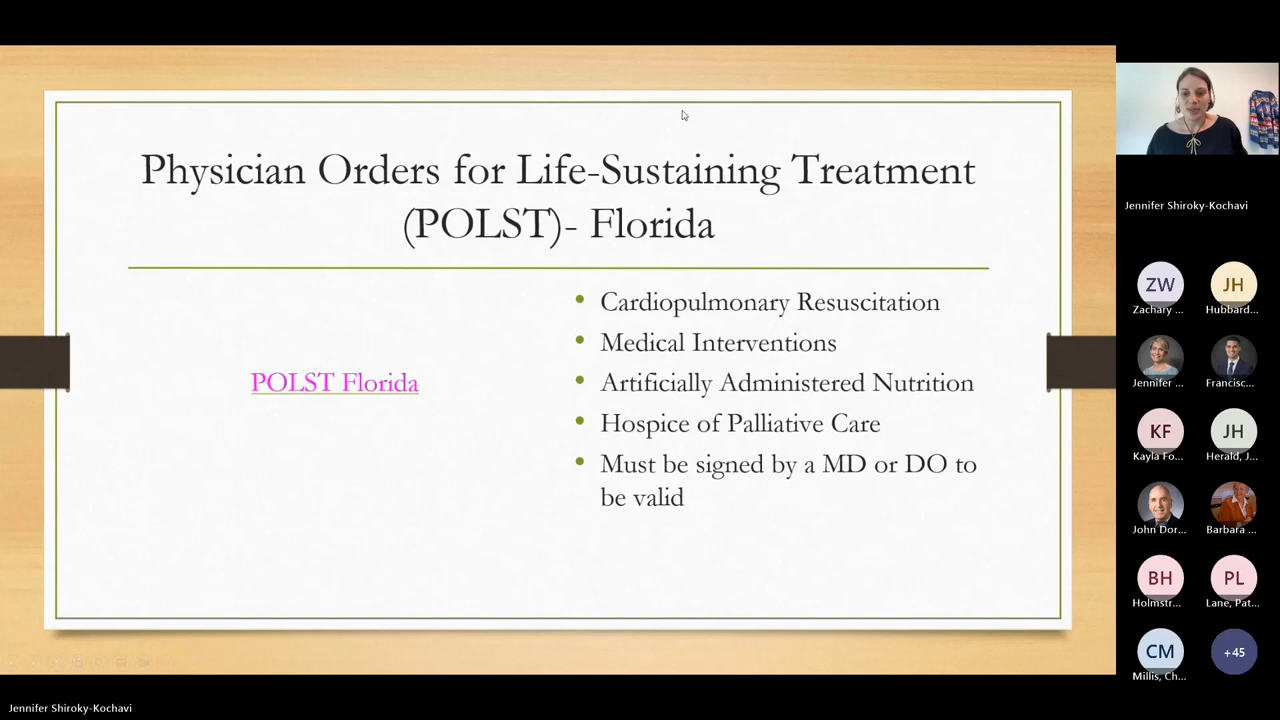 Physician Orders for Life-Sustaining Treatment
(POLST)- Florida
POLST Florida
Cardiopulmonary Resuscitation
Medical Interventions
Artificially Administered Nutrition
Hospice of Palliative Care
Must be signed by a MD or DO to
be valid
Jennifer Shiroky-Kochavi
ZW
JH
Zachary ...
Hubbard...
Jennifer ...
Francisc...
KF
JH
Kayla Fo...
Herald, J...
John Dor...
Barbara ...
BH
PL
Holmstr...
Lane, Pat...
CM
+45
Millis, Ch...
Jennifer Shiroky-Kochavi